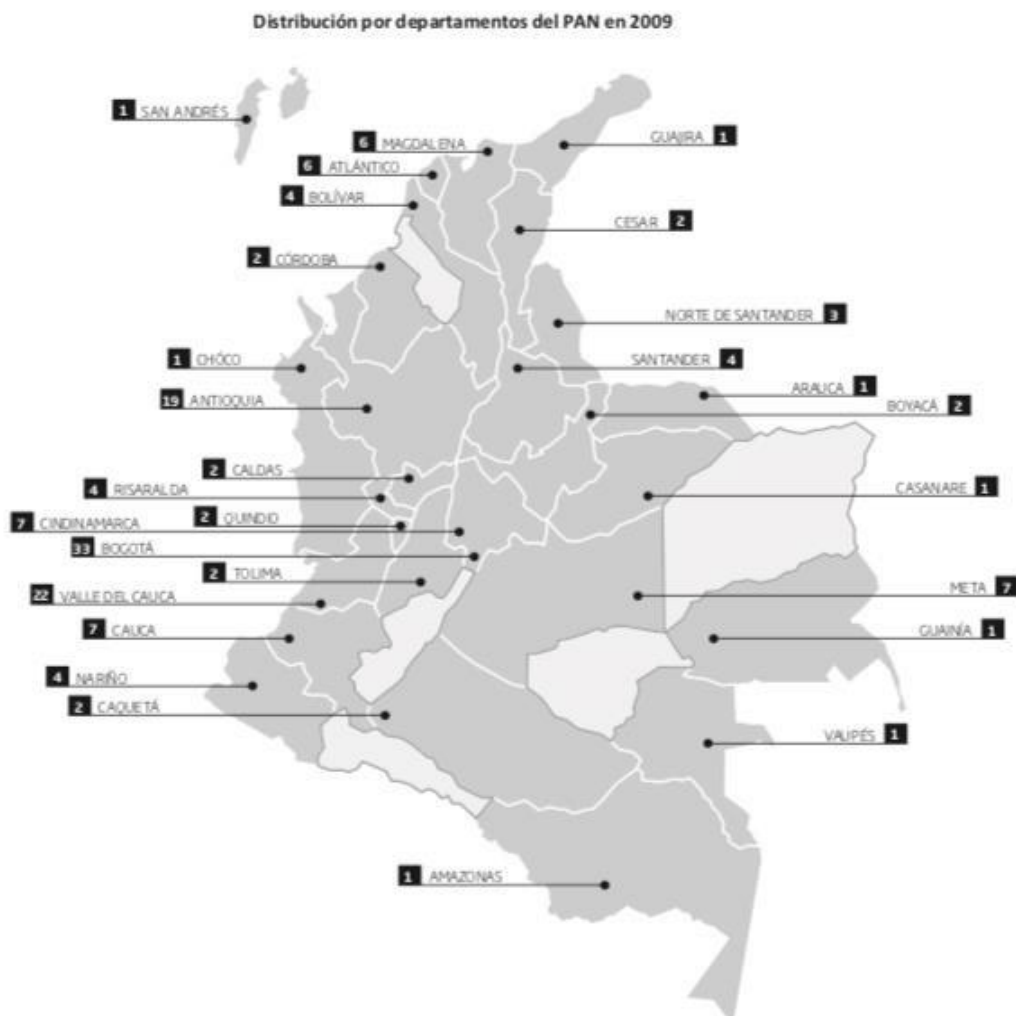 Distribución por departamentos del PAN en 2009
1 SAN ANDRÉS
6 MAGDALENA
GUAJIRA 1
6 ATLÁNTICO
4 BOLÍVAR
CESAR 2
2 CÓRDOBA
NORTE DE SANTANDER 3
1 CHÓCO
SANTANDER 4
ARAUCA 1
19 ANTIOQUIA
BOYACÁ 2
2 CALDAS
4 RISARALDA
CASANARE 1
7 CINDINAMARCA
2 QUINDIO
33 BOGOTÁ
2 TOLIMA
22 VALLE DEL CAUCA
META 7
7 CAUCA
GUAINÍA 1
4 NARIÑO
2 CAQUETÁ
VAUPÉS 1
1 AMAZONAS